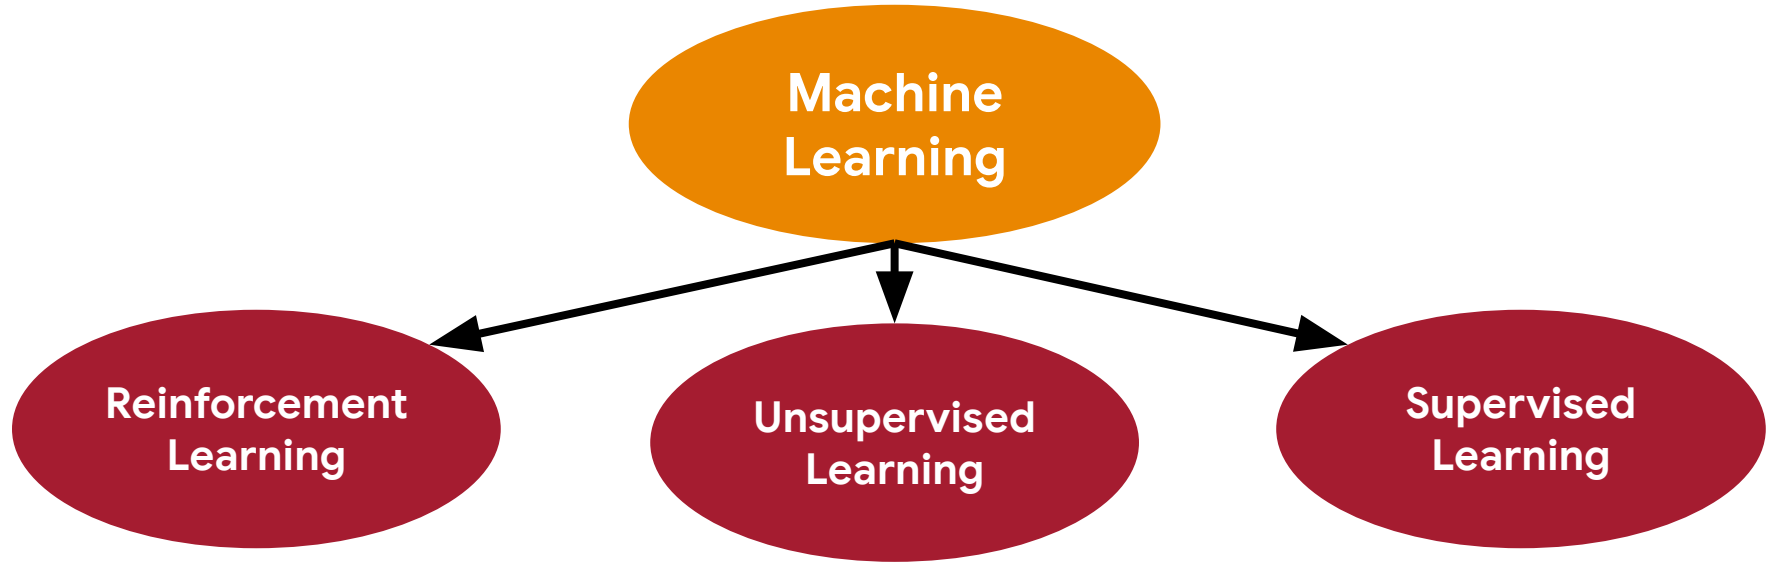 Machine
Learning
Reinforcement
Learning
Unsupervised
Learning
Supervised
Learning